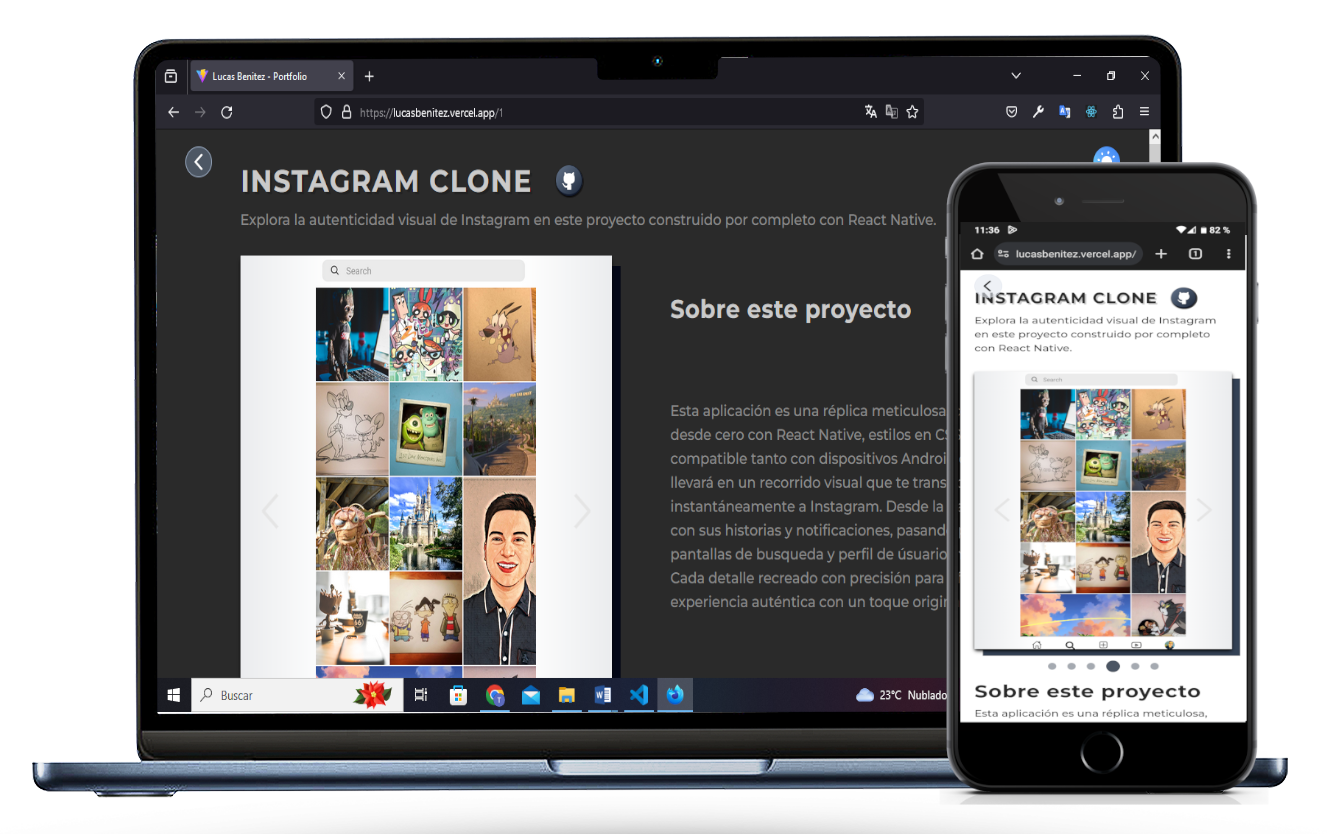 Lucas Benitez - Portfolio
https://lucasbenitez.vercel.app/1
INSTAGRAM CLONE
Explora la autenticidad visual de Instagram en este proyecto construido por completo con React Native.
Search
Sobre este proyecto
Esta aplicación es una réplica meticulosa
desde cero con React Native, estilos en
compatible tanto con dispositivos
llevará en un recorrido visual que te
instantáneamente a Instagram. Desde la
con sus historias y notificaciones,
pantallas de busqueda y perfil de úsuario
Cada detalle recreado con precisión para
experiencia auténtica con un toque
Buscar
23°C Nublado
11:36
82 %
lucasbenitez.vercel.app/
1
INSTAGRAM CLONE
Explora la autenticidad visual de Instagram
en este proyecto construido por completo
con React Native.
Search
Sobre este proyecto
Esta aplicación es una réplica meticulosa,